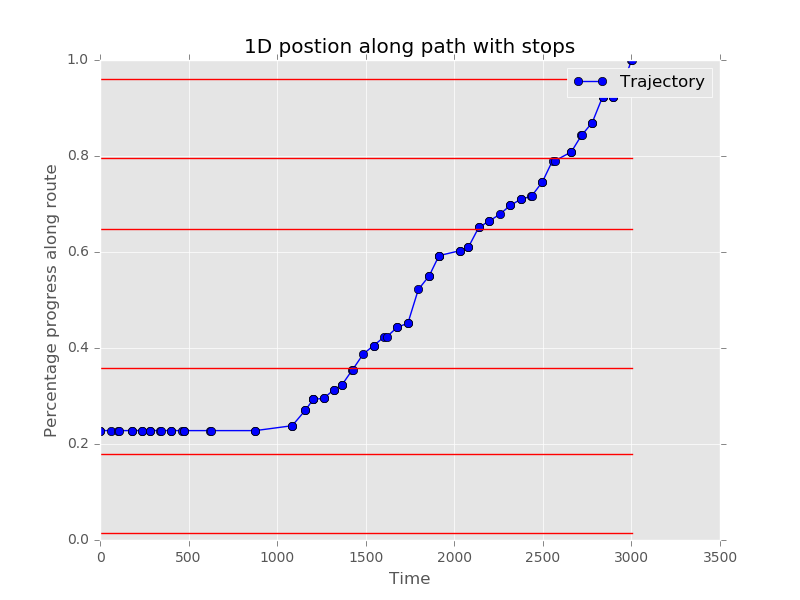 1D postion along path with stops
Trajectory
1.0
0.8
0.6
0.4
0.2
0.0
Percentage progress along route
0 500 1000 1500 2000 2500 3000 3500
Time